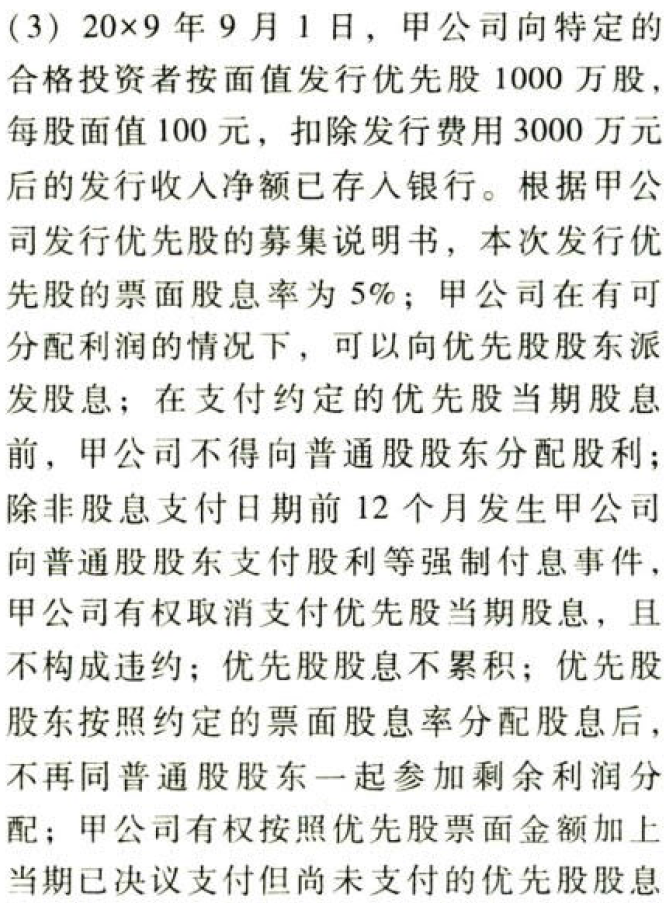 (3) 20×9 年 9 月 1 日，甲公司向特定的
合格投资者按面值发行优先股 1000 万股，
每股面值 100 元，扣除发行费用 3000 万元
后的发行收入净额已存入银行。根据甲公
司发行优先股的募集说明书，本次发行优
先股的票面股息率为 5%；甲公司在有可
分配利润的情况下，可以向优先股股东派
发股息；在支付约定的优先股当期股息
前，甲公司不得向普通股股东分配股利；
除非股息支付日期前 12 个月发生甲公司
向普通股股东支付股利等强制付息事件，
甲公司有权取消支付优先股当期股息，且
不构成违约；优先股股息不累积；优先股
股东按照约定的票面股息率分配股息后，
不再同普通股股东一起参加剩余利润分
配；甲公司有权按照优先股票面金额加上
当期已决议支付但尚未支付的优先股股息